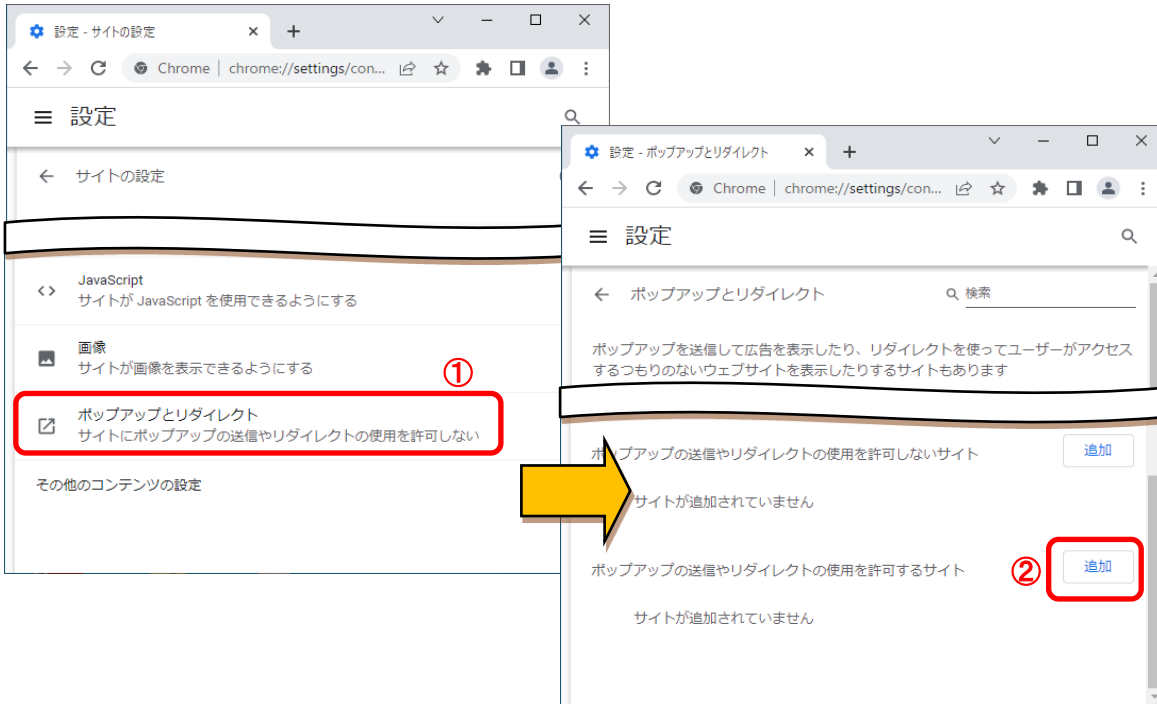 設定 - サイトの設定
Chrome | chrome://settings/con...
設定
サイトの設定
JavaScript
サイトが JavaScript を使用できるようにする
画像
サイトが画像を表示できるようにする
①
ポップアップとリダイレクト
サイトにポップアップの送信やリダイレクトの使用を許可しない
その他のコンテンツの設定
設定 - ポップアップとリダイレクト
Chrome | chrome://settings/con...
設定
ポップアップとリダイレクト
検索
ポップアップを送信して広告を表示したり、リダイレクトを使ってユーザーがアクセス
するつもりのないウェブサイトを表示したりするサイトもあります
ポップアップの送信やリダイレクトの使用を許可しないサイト
追加
サイトが追加されていません
ポップアップの送信やリダイレクトの使用を許可するサイト
②
追加
サイトが追加されていません